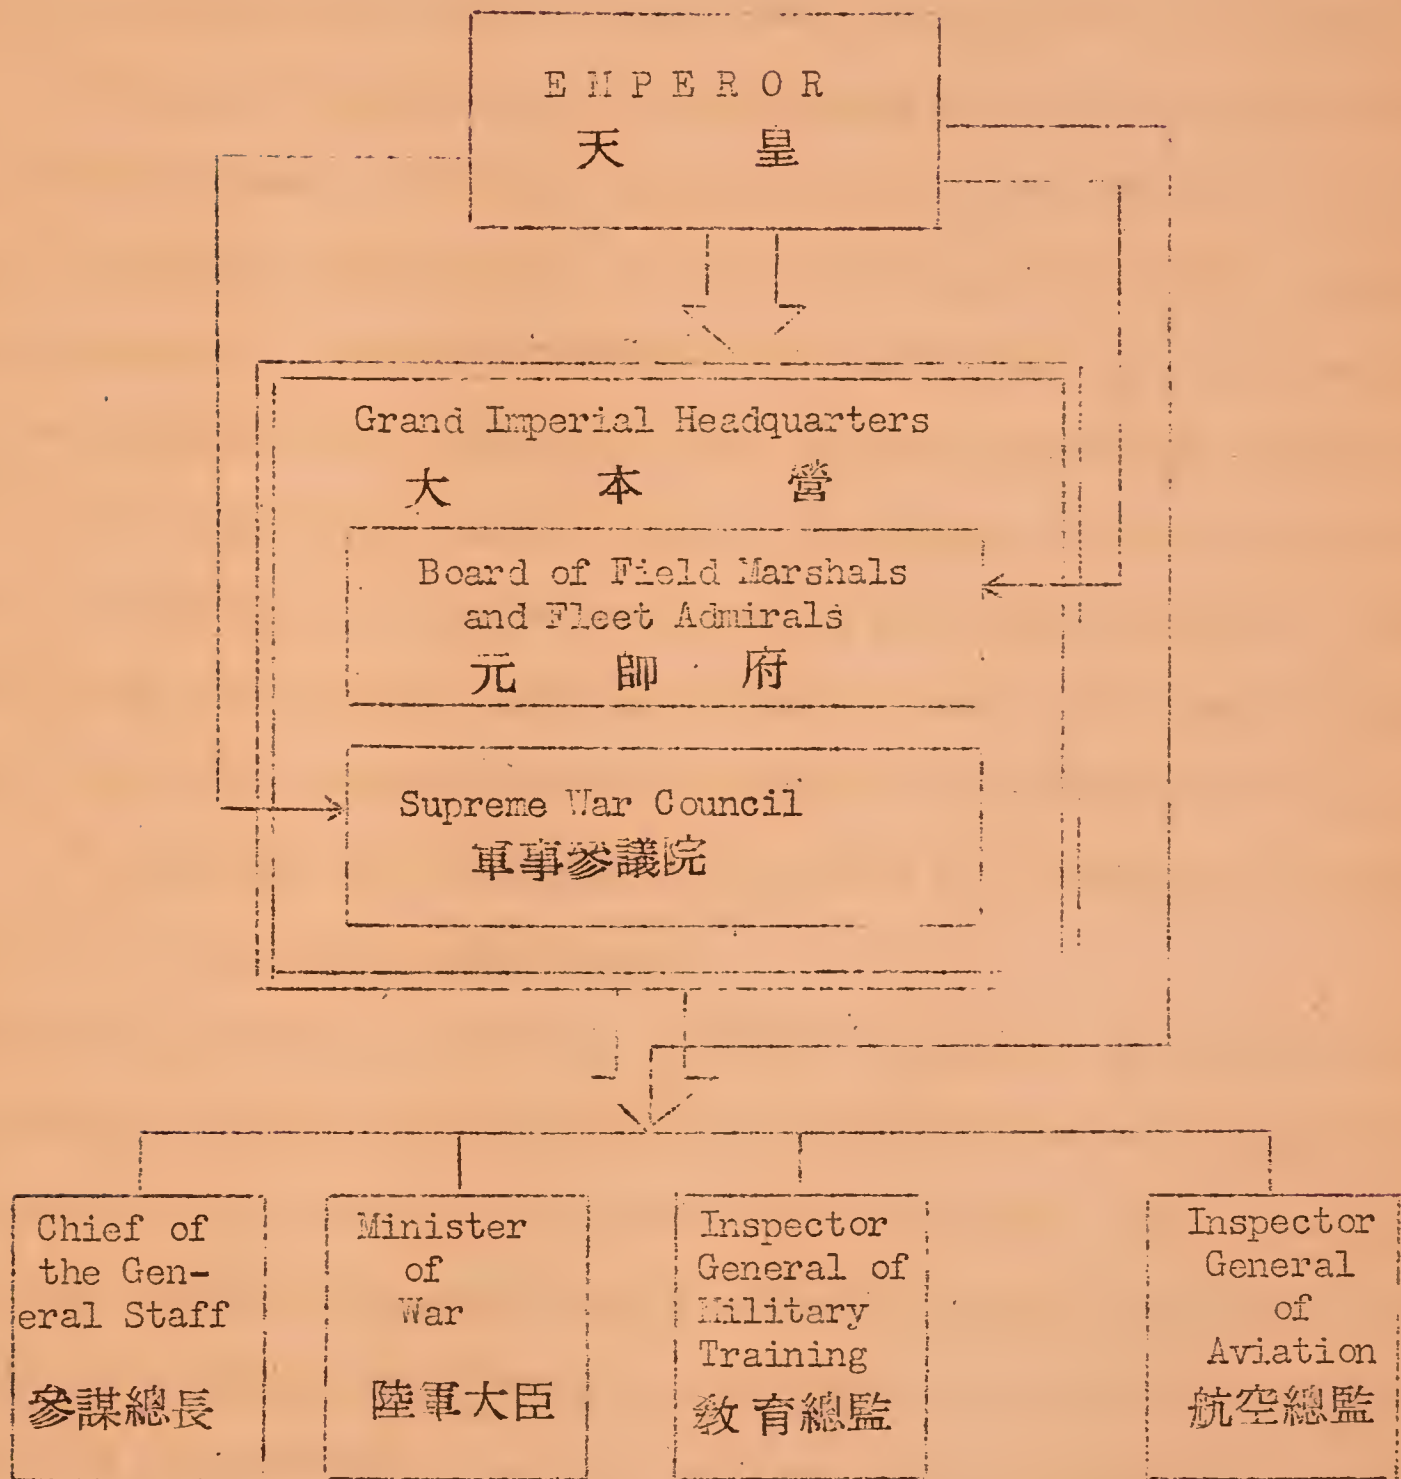 EMPEROR
天皇
Grand Imperial Headquarters
大本營
Board of Field Marshals
and Fleet Admirals
元帥府
Supreme War Council
軍事參議院
Chief of
the Gen-
eral Staff
參謀總長
Minister
of
War
陸軍大臣
Inspector
General of
Military
Training
教育總監
Inspector
General
of
Aviation
航空總監